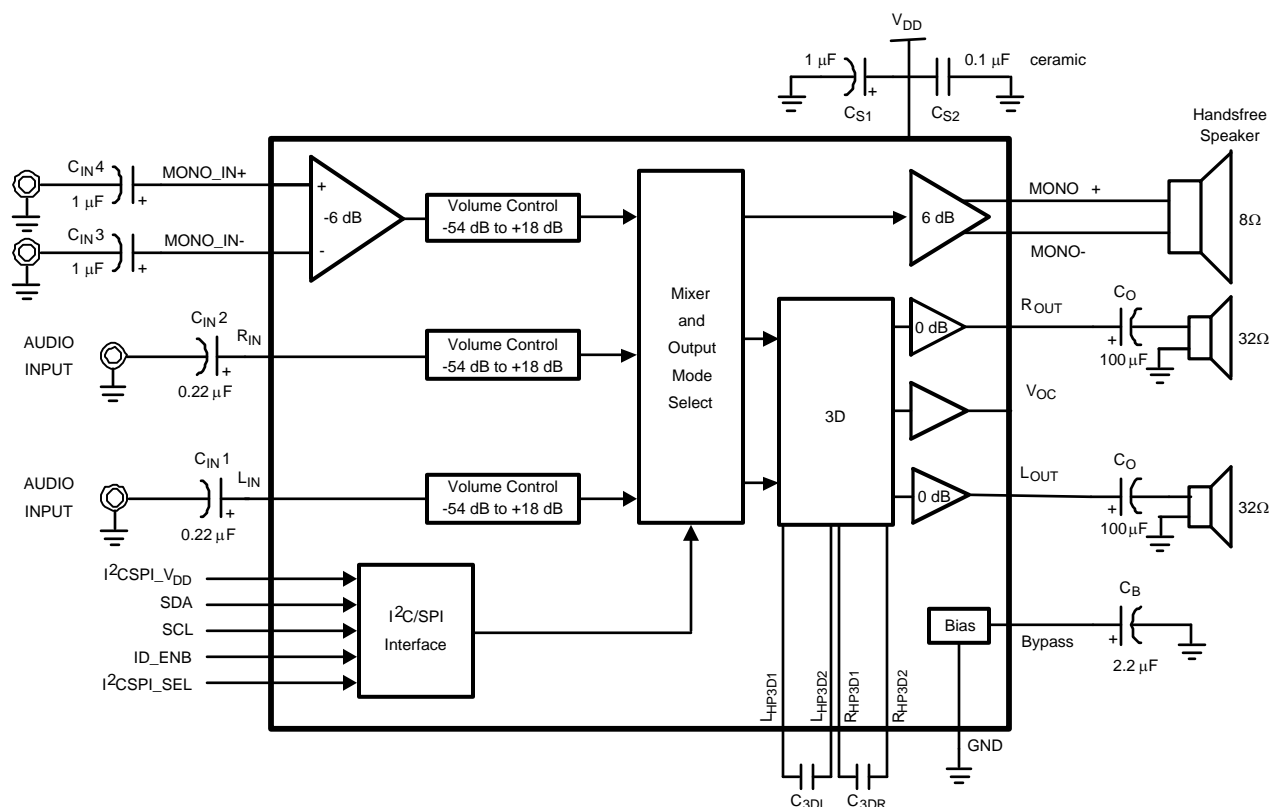 VDD
1 µF
+
CS1
CS2
0.1 µF ceramic
Handsfree
Speaker
CIN4
1 µF
+
MONO_IN+
CIN3
1 µF
+
MONO_IN-
+
-6 dB
-
Volume Control
-54 dB to +18 dB
6 dB
MONO +
MONO-
8Ω
AUDIO
INPUT
CIN2
0.22 µF
+
RIN
Volume Control
-54 dB to +18 dB
Mixer
and
Output
Mode
Select
3D
0 dB
ROUT
CO
+
100 µF
32Ω
VOC
AUDIO
INPUT
CIN1
0.22 µF
+
LIN
Volume Control
-54 dB to +18 dB
0 dB
LOUT
CO
+
100 µF
32Ω
I2CSPI_VDD
SDA
SCL
ID_ENB
I2CSPI_SEL
I2C/SPI
Interface
Bias
Bypass
CB
+
2.2 µF
LHP3D1
LHP3D2
RHP3D1
RHP3D2
GND
C3DL
C3DR